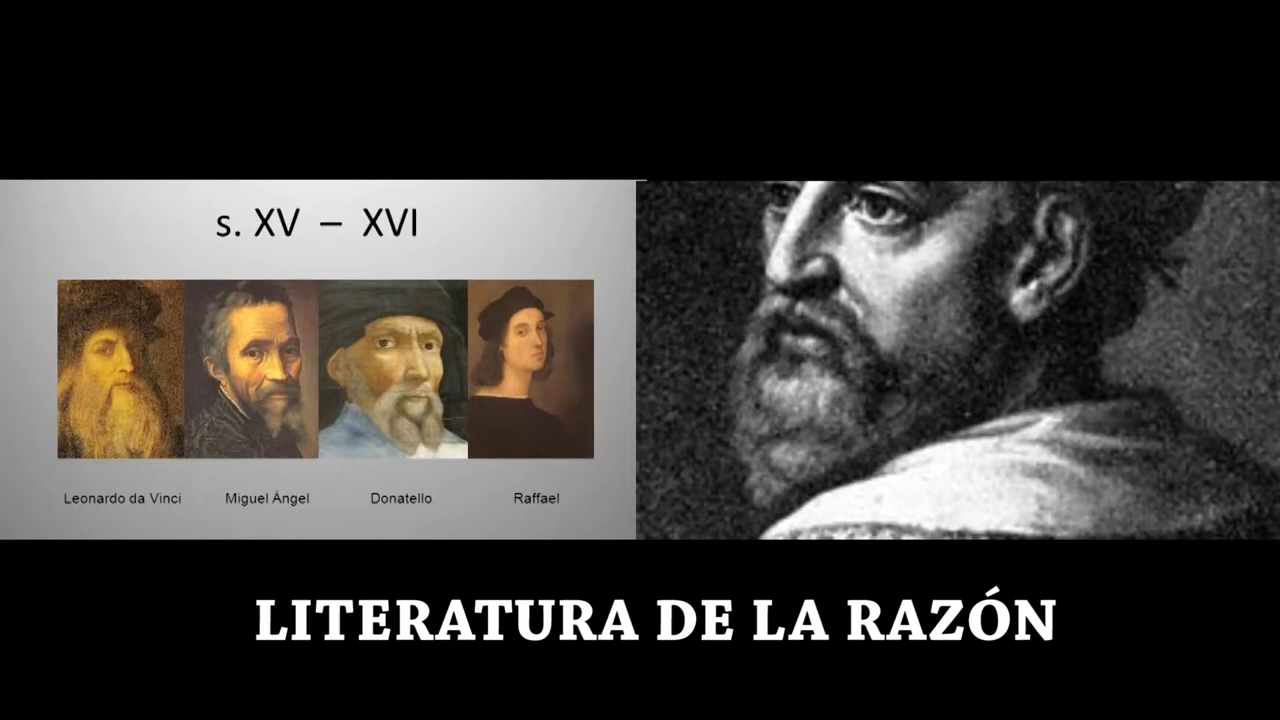 s. XV – XVI
Leonardo da Vinci Miguel Ángel Donatello Raffael
LITERATURA DE LA RAZÓN